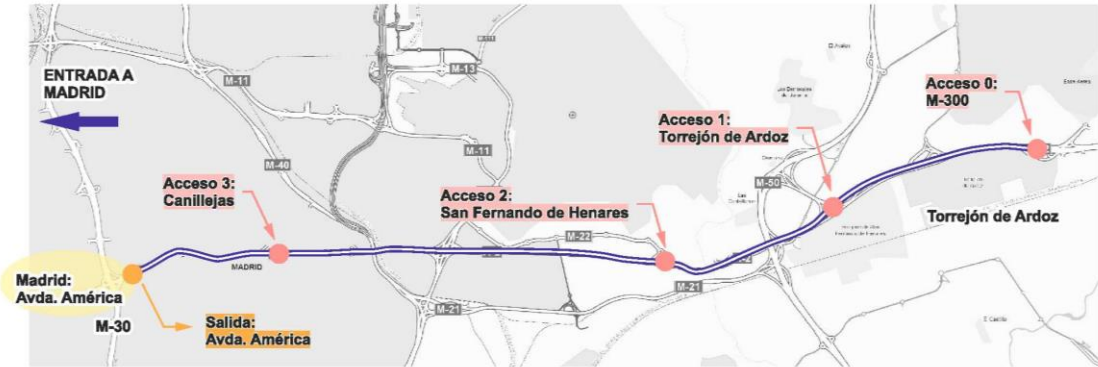 ENTRADA A
MADRID
M-11
M-13
M-40
M-11
Acceso 0:
M-300
Acceso 1:
Torrejón de Ardoz
M-50
Acceso 3:
Canillejas
Acceso 2:
San Fernando de Henares
Torrejón de Ardoz
M-22
MADRID
Madrid:
Avda. América
M-21
M-21
M-30
Salida:
Avda. América